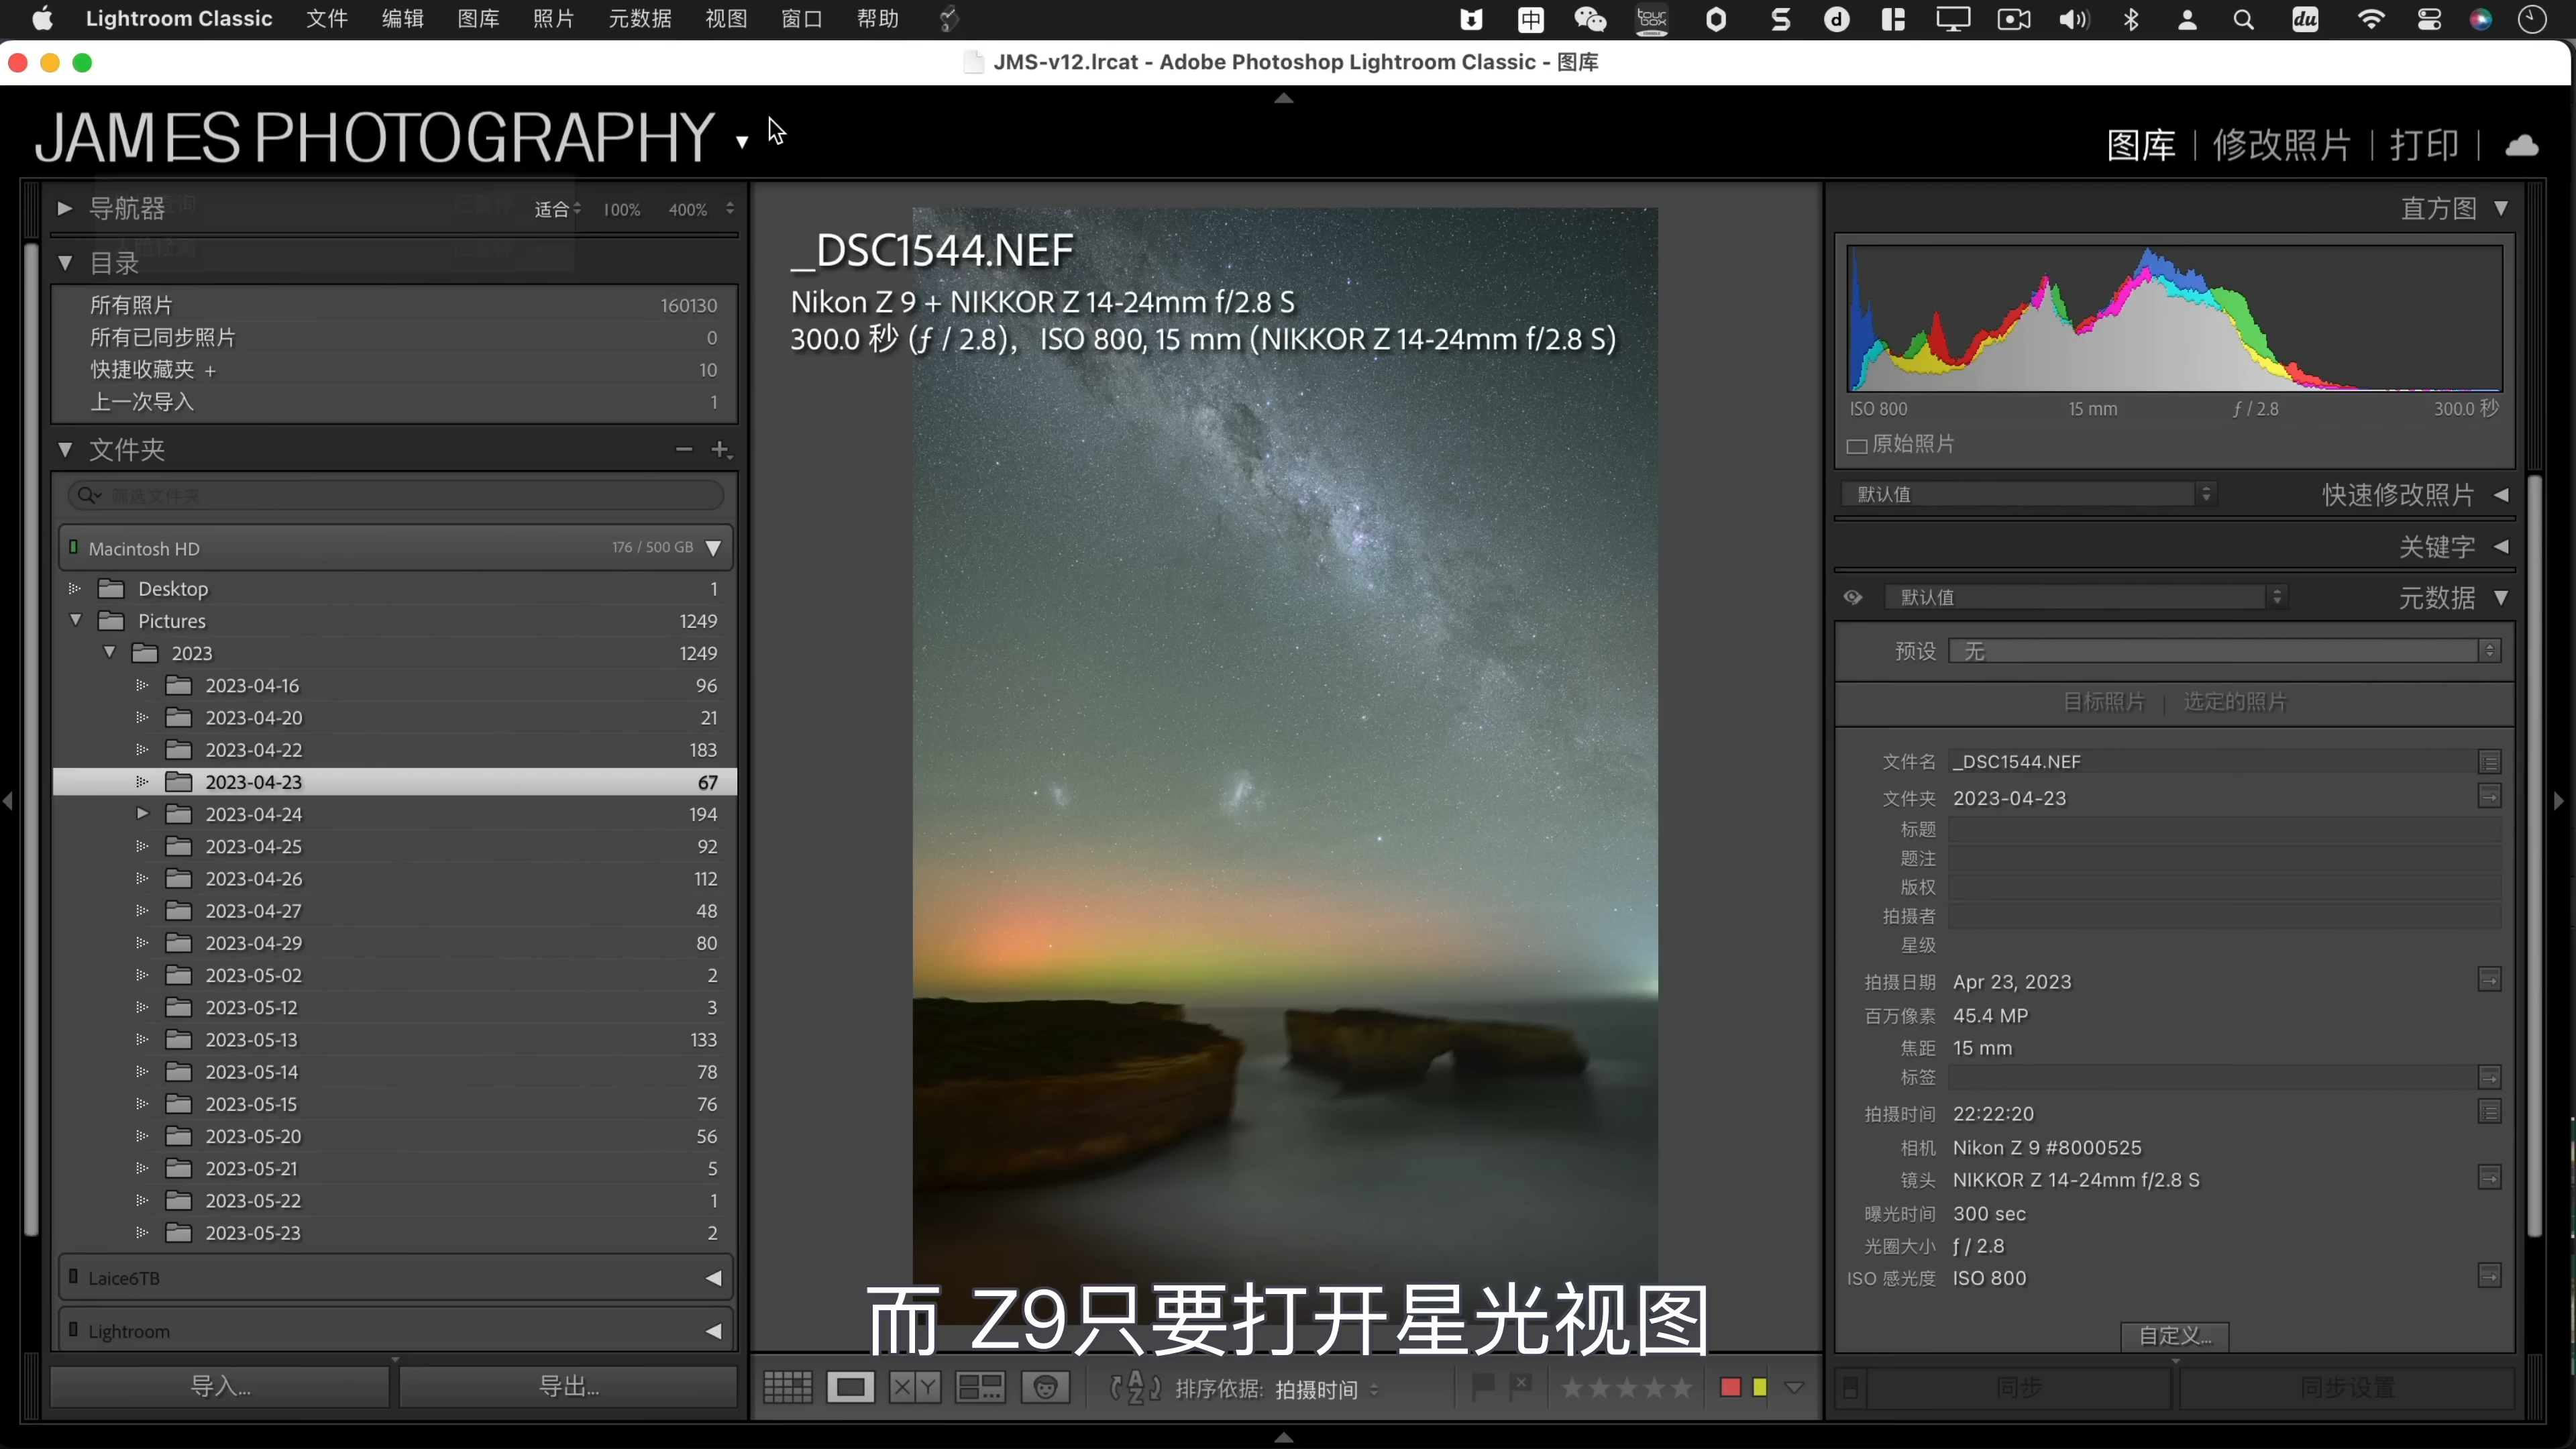 Lightroom Classic 文件 编辑 图库 照片 元数据 视图 窗口 帮助
中 tour box S d du
JMS-v12.lrcat - Adobe Photoshop Lightroom Classic - 图库
JAMES PHOTOGRAPHY
图库 | 修改照片 | 打印 |
导航器 适合 100% 400%
目录
所有照片 160130
所有已同步照片 0
快捷收藏夹 + 10
上一次导入 1
文件夹
筛选文件夹
Macintosh HD 176 / 500 GB
Desktop 1
Pictures 1249
2023 1249
2023-04-16 96
2023-04-20 21
2023-04-22 183
2023-04-23 67
2023-04-24 194
2023-04-25 92
2023-04-26 112
2023-04-27 48
2023-04-29 80
2023-05-02 2
2023-05-12 3
2023-05-13 133
2023-05-14 78
2023-05-15 76
2023-05-20 56
2023-05-21 5
2023-05-22 1
2023-05-23 2
Laice6TB
Lightroom
导入... 导出...
_DSC1544.NEF
Nikon Z 9 + NIKKOR Z 14-24mm f/2.8 S
300.0 秒 (ƒ / 2.8)， ISO 800, 15 mm (NIKKOR Z 14-24mm f/2.8 S)
而 Z9只要打开星光视图
X Y A Z 排序依据: 拍摄时间
直方图
ISO 800 15 mm ƒ / 2.8 300.0 秒
原始照片
默认值 快速修改照片
关键字
默认值 元数据
预设 无
目标照片 | 选定的照片
文件名 _DSC1544.NEF
文件夹 2023-04-23
标题
题注
版权
拍摄者
星级
拍摄日期 Apr 23, 2023
百万像素 45.4 MP
焦距 15 mm
标签
拍摄时间 22:22:20
相机 Nikon Z 9 #8000525
镜头 NIKKOR Z 14-24mm f/2.8 S
曝光时间 300 sec
光圈大小 ƒ / 2.8
ISO 感光度 ISO 800
自定义...
同步 同步设置